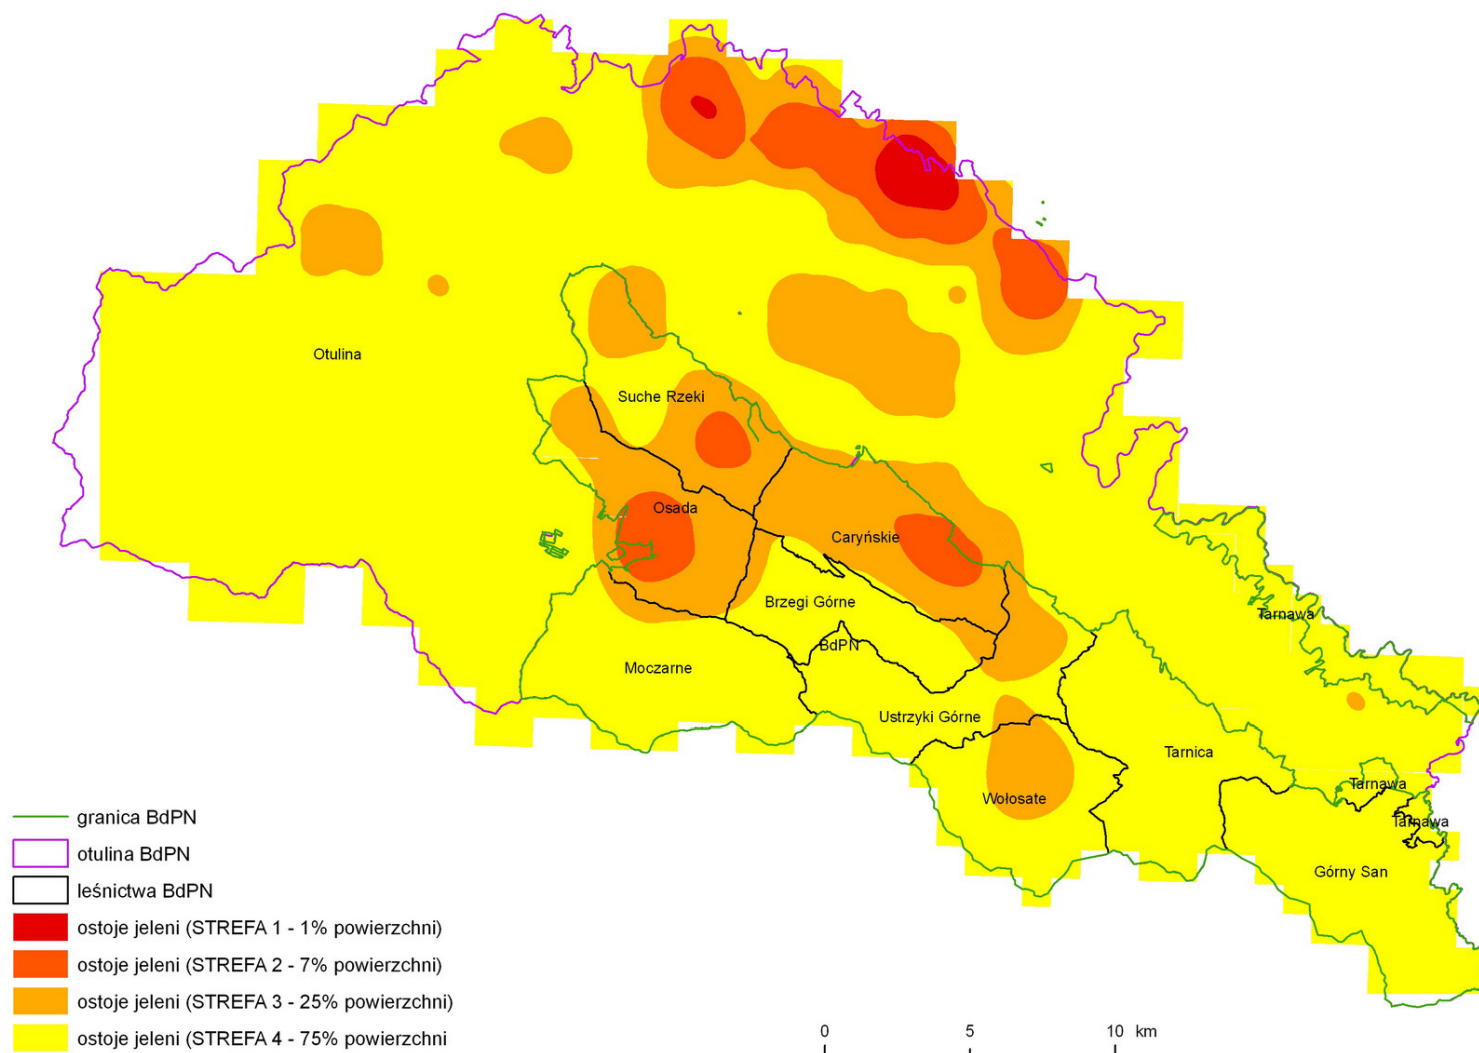 Otulina
Suche Rzeki
Osada
Caryńskie
Brzegi Górne
Tarnawa
BdPN
Moczarne
Ustrzyki Górne
Tarnica
Wołosate
Tarnawa
Tarnawa
Górny San
granica BdPN
otulina BdPN
leśnictwa BdPN
ostoje jeleni (STREFA 1 - 1% powierzchni)
ostoje jeleni (STREFA 2 - 7% powierzchni)
ostoje jeleni (STREFA 3 - 25% powierzchni)
ostoje jeleni (STREFA 4 - 75% powierzchni
0 5 10 km